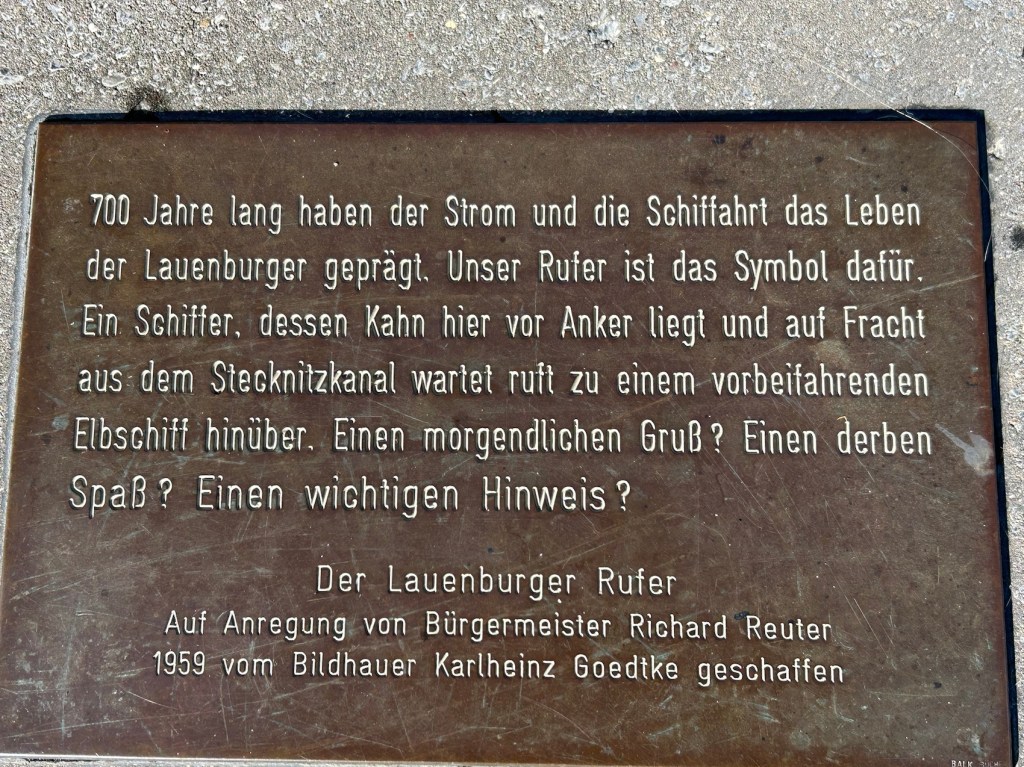 700 Jahre lang haben der Strom und die Schiffahrt das Leben
der Lauenburger geprägt. Unser Rufer ist das Symbol dafür.
Ein Schiffer, dessen Kahn hier vor Anker liegt und auf Fracht
aus dem Stecknitzkanal wartet ruft zu einem vorbeifahrenden
Elbschiff hinüber. Einen morgendlichen Gruß? Einen derben
Spaß? Einen wichtigen Hinweis?
Der Lauenburger Rufer
Auf Anregung von Bürgermeister Richard Reuter
1959 vom Bildhauer Karlheinz Goedtke geschaffen
BALK